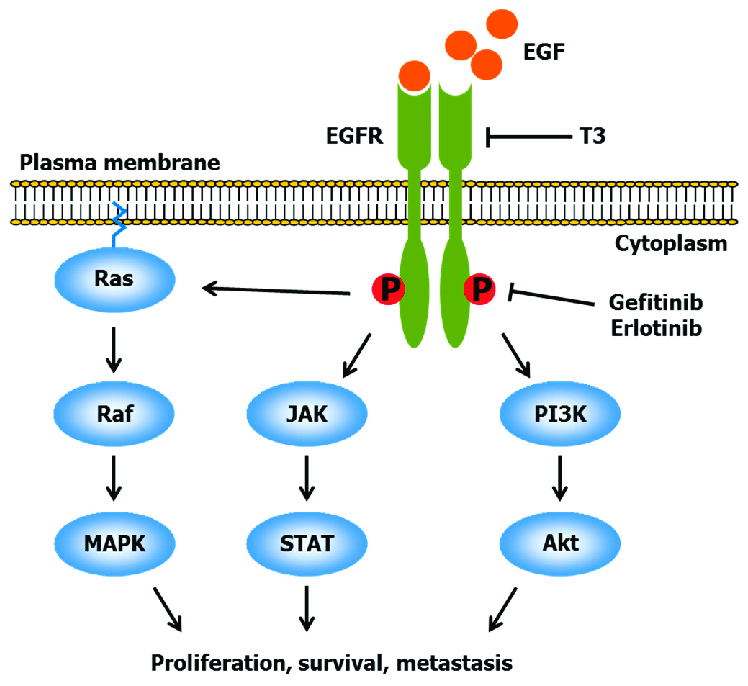 EGF
EGFR
T3
Plasma membrane
Cytoplasm
Ras
P
P
Gefitinib
Erlotinib
Raf
JAK
PI3K
MAPK
STAT
Akt
Proliferation, survival, metastasis